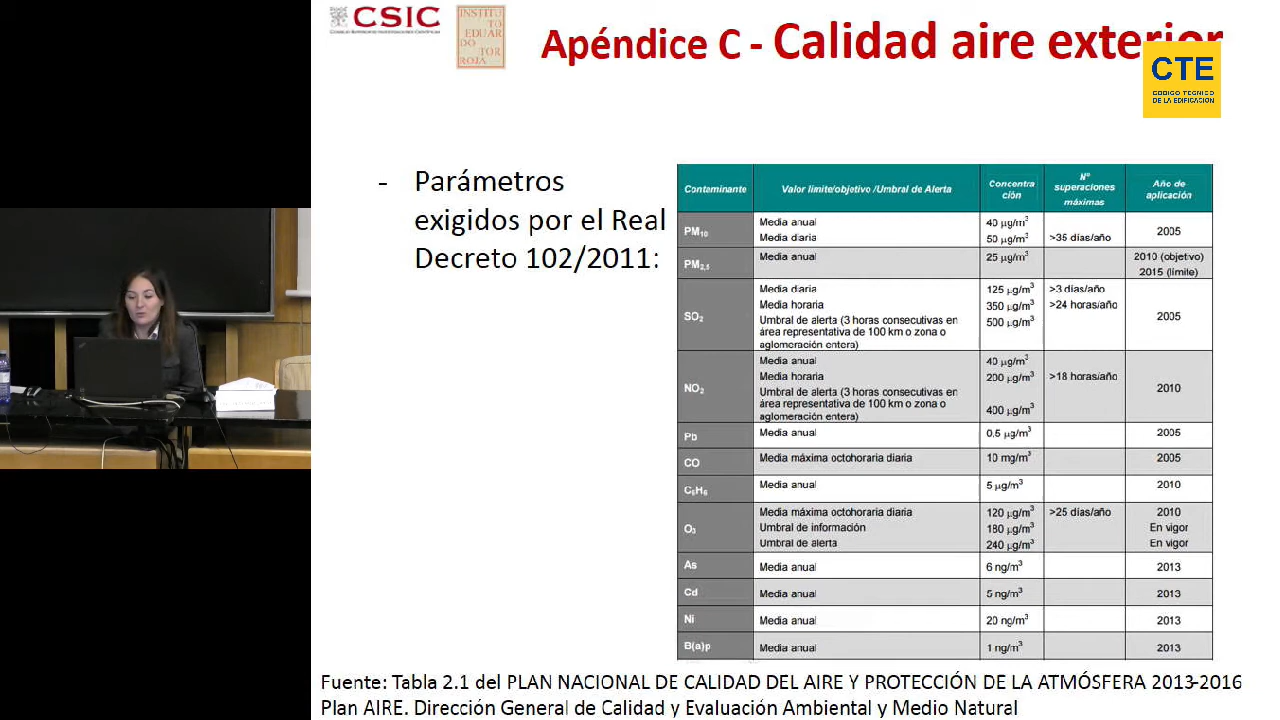 CSIC
CONSEJO SUPERIOR INVESTIGACIONES CIENTÍFICAS
INSTITU
TO
EDUAR
DO TOR
ROJA
Apéndice C - Calidad aire exterior
CTE
CÓDIGO TÉCNICO
DE LA EDIFICACIÓN
- Parámetros
exigidos por el Real
Decreto 102/2011:
Contaminante Valor límite/objetivo /Umbral de Alerta Concentra ción Nº superaciones máximas Año de aplicación
PM10 Media anual 40 µg/m³ 2005
Media diaria 50 µg/m³ >35 días/año
PM2,5 Media anual 25 µg/m³ 2010 (objetivo)
2015 (límite)
SO2 Media diaria 125 µg/m³ >3 días/año 2005
Media horaria 350 µg/m³ >24 horas/año
Umbral de alerta (3 horas consecutivas en 500 µg/m³
área representativa de 100 km o zona o
aglomeración entera)
NO2 Media anual 40 µg/m³ 2010
Media horaria 200 µg/m³ >18 horas/año
Umbral de alerta (3 horas consecutivas en
área representativa de 100 km o zona o 400 µg/m³
aglomeración entera)
Pb Media anual 0,5 µg/m³ 2005
CO Media máxima octohoraria diaria 10 mg/m³ 2005
C6H6 Media anual 5 µg/m³ 2010
O3 Media máxima octohoraria diaria 120 µg/m³ >25 días/año 2010
Umbral de información 180 µg/m³ En vigor
Umbral de alerta 240 µg/m³ En vigor
As Media anual 6 ng/m³ 2013
Cd Media anual 5 ng/m³ 2013
Ni Media anual 20 ng/m³ 2013
B(a)p Media anual 1 ng/m³ 2013
Fuente: Tabla 2.1 del PLAN NACIONAL DE CALIDAD DEL AIRE Y PROTECCIÓN DE LA ATMÓSFERA 2013-2016
Plan AIRE. Dirección General de Calidad y Evaluación Ambiental y Medio Natural